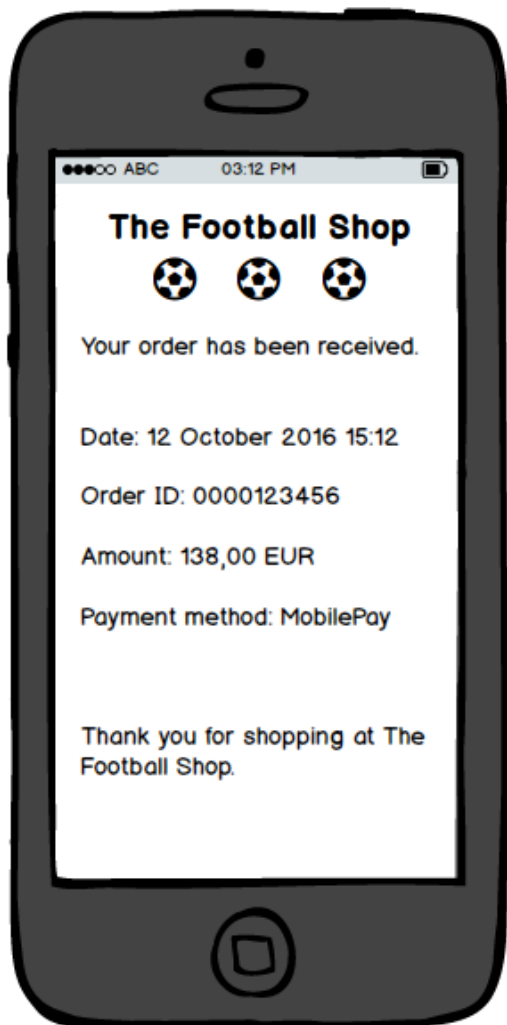 ABC 03:12 PM
The Football Shop
Your order has been received.
Date: 12 October 2016 15:12
Order ID: 0000123456
Amount: 138,00 EUR
Payment method: MobilePay
Thank you for shopping at The
Football Shop.